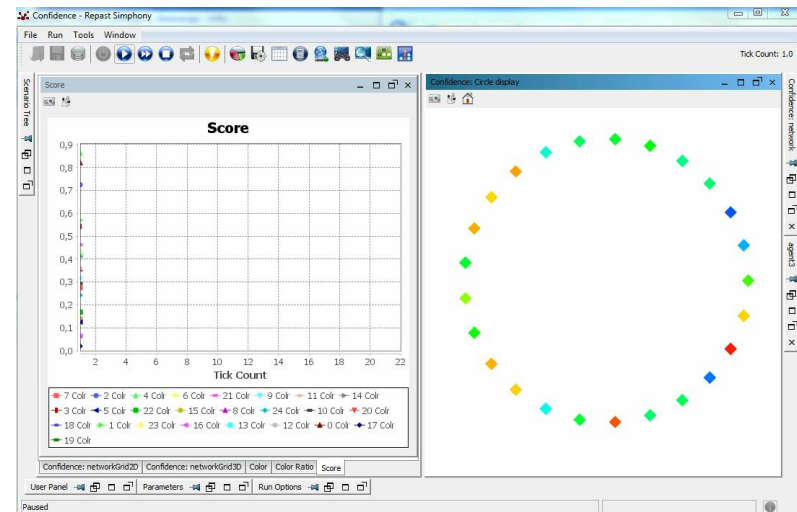 Confidence - Repast Simphony
File Run Tools Window
Tick Count: 1.0
Scenario Tree
Score
Score
0,9
0,8
0,7
0,6
0,5
0,4
0,3
0,2
0,1
0,0
2 4 6 8 10 12 14 16 18 20 22
Tick Count
7 Colr 2 Colr 4 Colr 6 Colr 21 Colr 9 Colr 11 Colr 14 Colr
3 Colr 5 Colr 22 Colr 15 Colr 8 Colr 24 Colr 10 Colr 20 Colr
18 Colr 1 Colr 23 Colr 16 Colr 13 Colr 12 Colr 0 Colr 17 Colr
19 Colr
Confidence: networkGrid2D Confidence: networkGrid3D Color Color Ratio Score
Confidence: Circle display
Confidence: network
agent3
User Panel Parameters Run Options
Paused